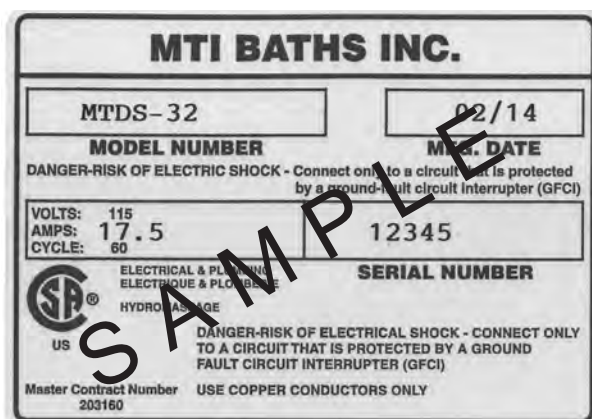 MTI BATHS INC.
MTDS-32
02/14
MODEL NUMBER
MFG. DATE
DANGER-RISK OF ELECTRIC SHOCK - Connect only to a circuit that is protected
by a ground-fault circuit interrupter (GFCI)
VOLTS: 115
AMPS: 17.5
CYCLE: 60
12345
SERIAL NUMBER
SA ®
US
ELECTRICAL & PLUMBING
ELECTRIQUE & PLOMBERIE
HYDROMASSAGE
DANGER-RISK OF ELECTRICAL SHOCK - CONNECT ONLY
TO A CIRCUIT THAT IS PROTECTED BY A GROUND
FAULT CIRCUIT INTERRUPTER (GFCI)
Master Contract Number
203160
USE COPPER CONDUCTORS ONLY
SAMPLE